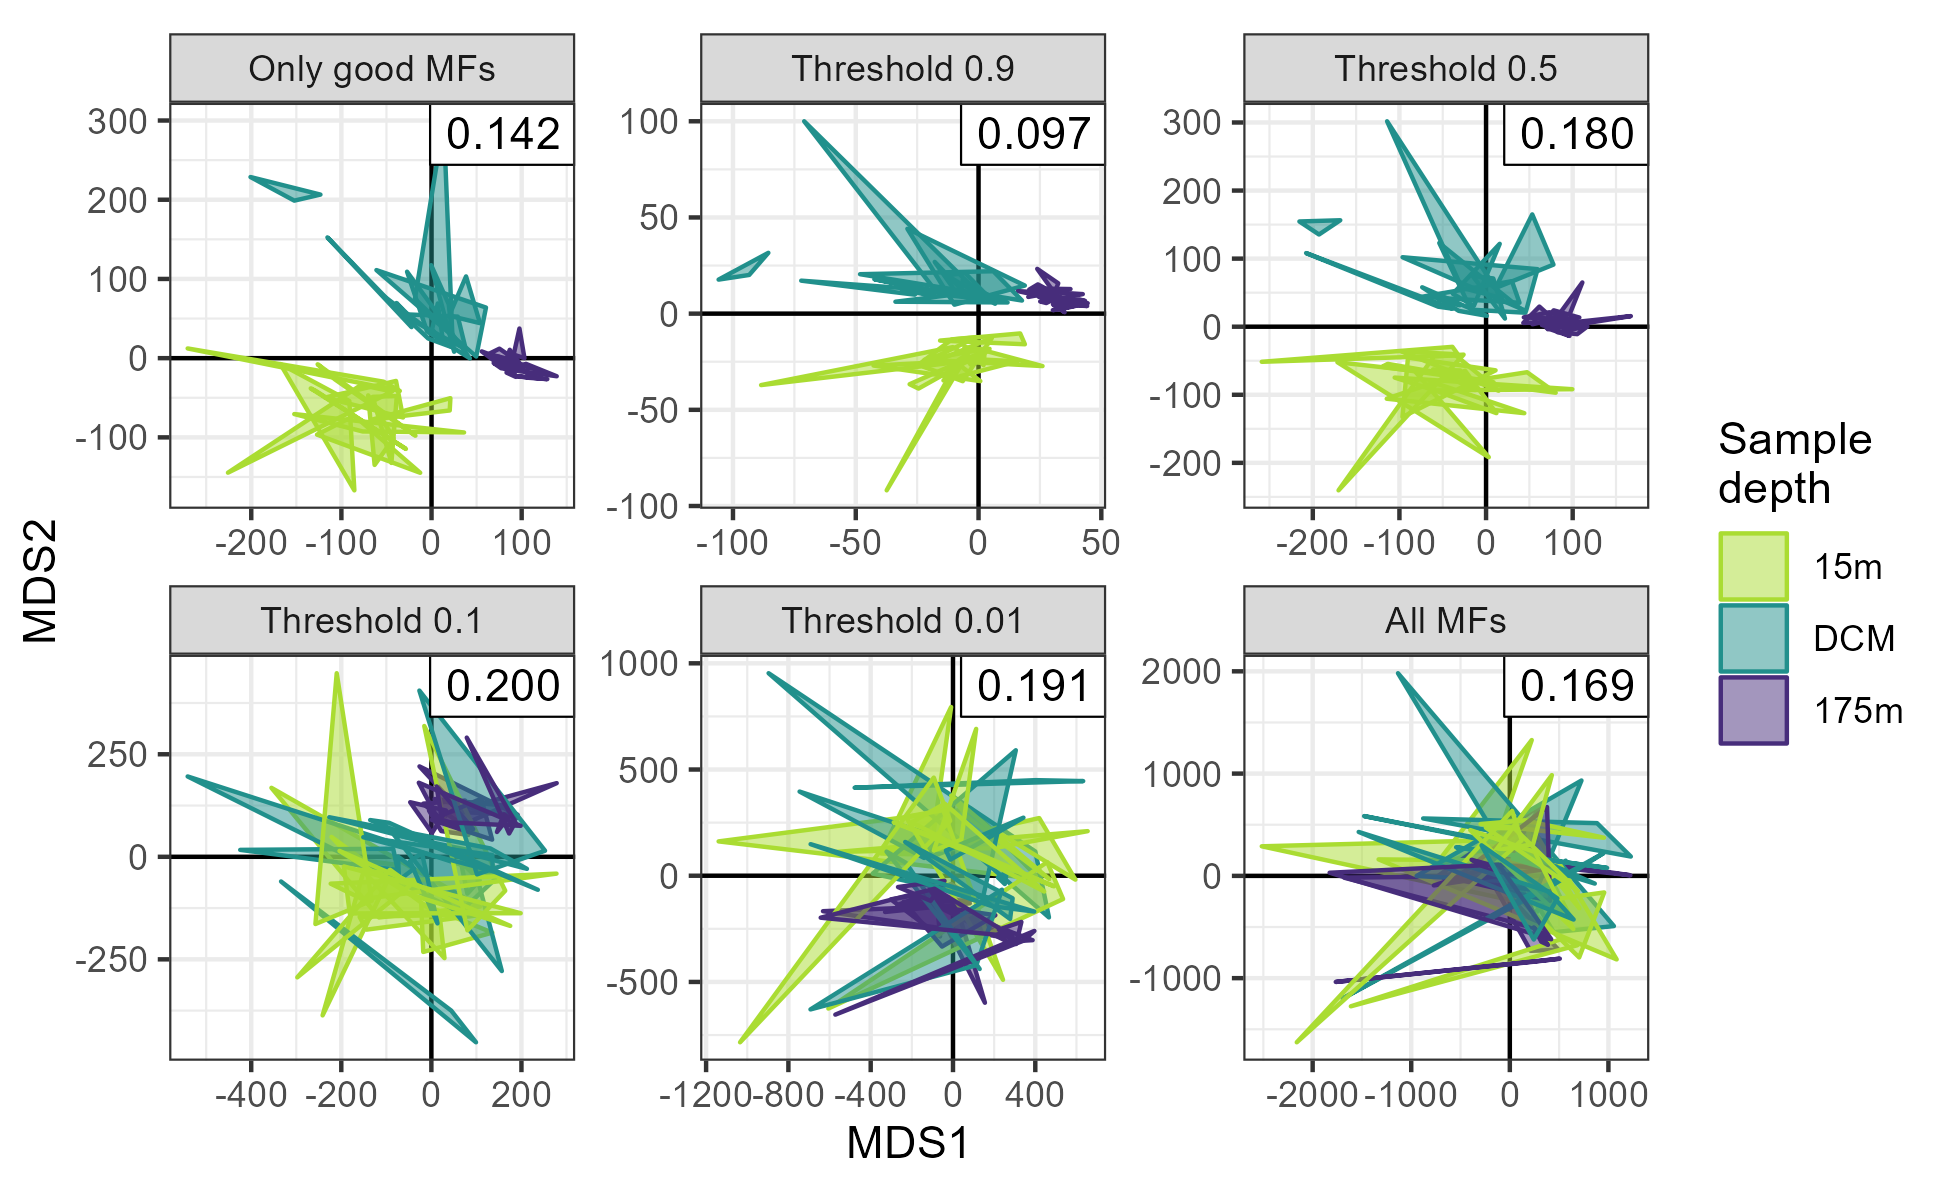 Only good MFs
Threshold 0.9
Threshold 0.5
0.142
0.097
0.180
300
200
100
0
-100
100
50
0
-50
-100
300
200
100
0
-100
-200
-200 -100 0 100
-100 -50 0 50
-200 -100 0 100
Threshold 0.1
Threshold 0.01
All MFs
0.200
0.191
0.169
250
0
-250
1000
500
0
-500
2000
1000
0
-1000
-400 -200 0 200
-1200 -800 -400 0 400
-2000 -1000 0 1000
MDS1
MDS2
Sample
depth
15m
DCM
175m